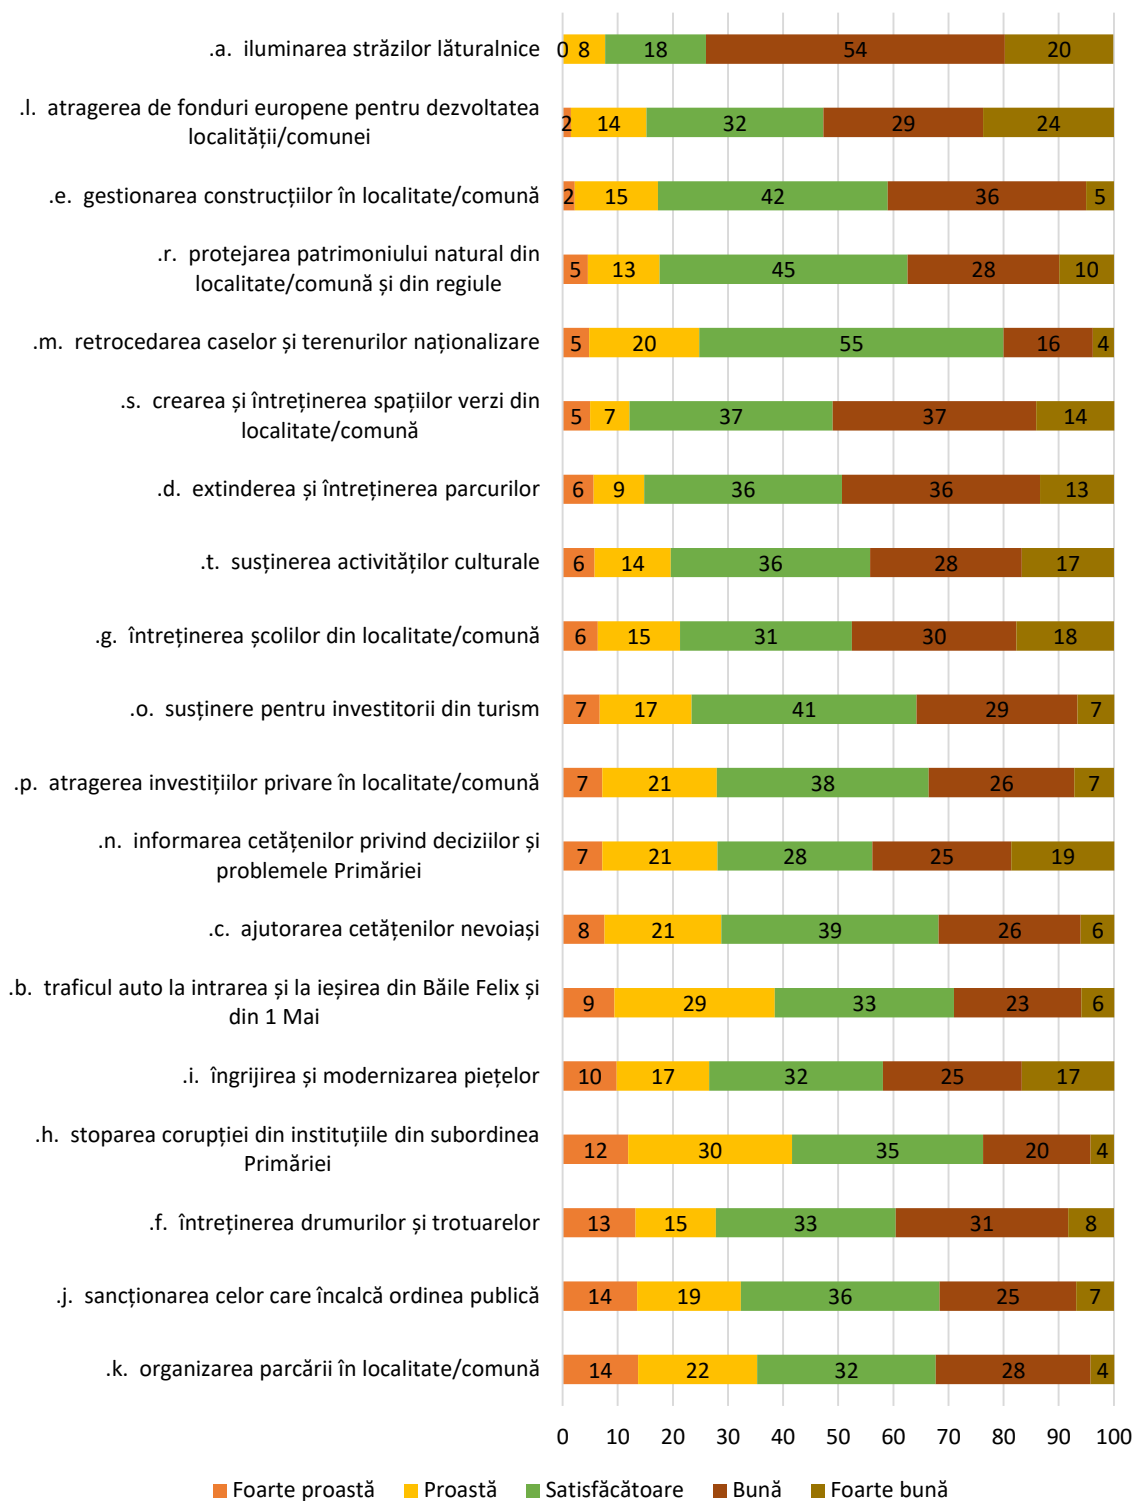 .a. iluminarea străzilor lăturalnice 0 8 18 54 20
.l. atragerea de fonduri europene pentru dezvoltatea
localității/comunei
2 14 32 29 24
.e. gestionarea construcțiilor în localitate/comună 2 15 42 36 5
.r. protejarea patrimoniului natural din
localitate/comună și din regiule
5 13 45 28 10
.m. retrocedarea caselor și terenurilor naționalizare 5 20 55 16 4
.s. crearea și întreținerea spațiilor verzi din
localitate/comună
5 7 37 37 14
.d. extinderea și întreținerea parcurilor 6 9 36 36 13
.t. susținerea activităților culturale 6 14 36 28 17
.g. întreținerea școlilor din localitate/comună 6 15 31 30 18
.o. susținere pentru investitorii din turism 7 17 41 29 7
.p. atragerea investițiilor privare în localitate/comună 7 21 38 26 7
.n. informarea cetățenilor privind deciziilor și
problemele Primăriei
7 21 28 25 19
.c. ajutorarea cetățenilor nevoiași 8 21 39 26 6
.b. traficul auto la intrarea și la ieșirea din Băile Felix și
din 1 Mai
9 29 33 23 6
.i. îngrijirea și modernizarea piețelor 10 17 32 25 17
.h. stoparea corupției din instituțiile din subordinea
Primăriei
12 30 35 20 4
.f. întreținerea drumurilor și trotuarelor 13 15 33 31 8
.j. sancționarea celor care încalcă ordinea publică 14 19 36 25 7
.k. organizarea parcării în localitate/comună 14 22 32 28 4
0 10 20 30 40 50 60 70 80 90 100
Foarte proastă Proastă Satisfăcătoare Bună Foarte bună